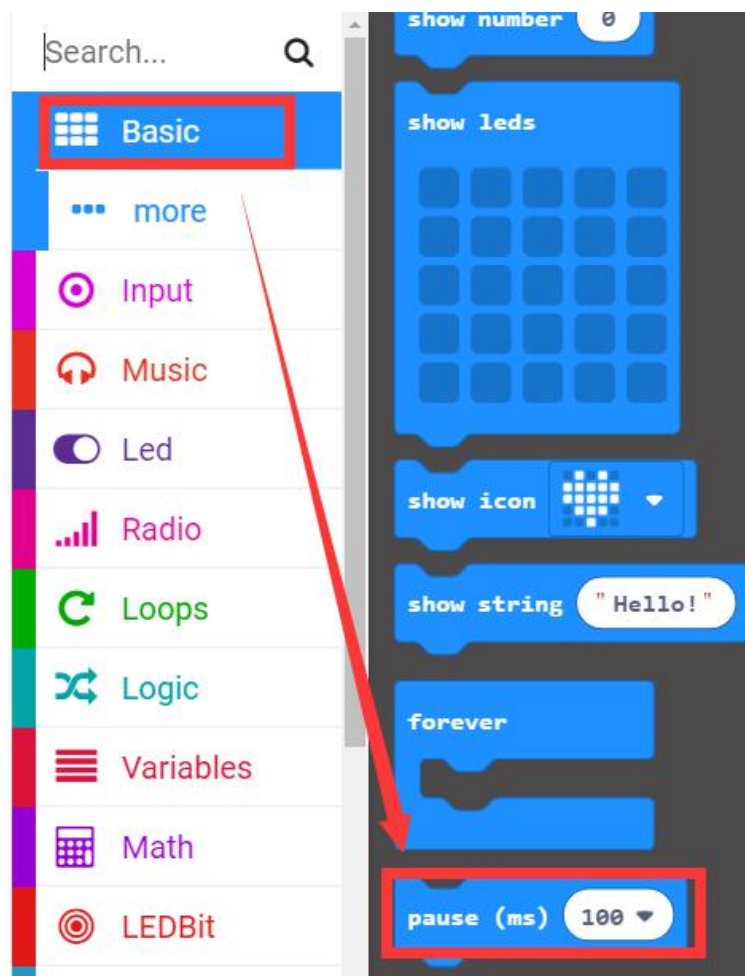 Search...
Basic
more
Input
Music
Led
Radio
Loops
Logic
Variables
Math
LEDBit
show number 0
show leds
show icon
show string "Hello!"
forever
pause (ms) 100